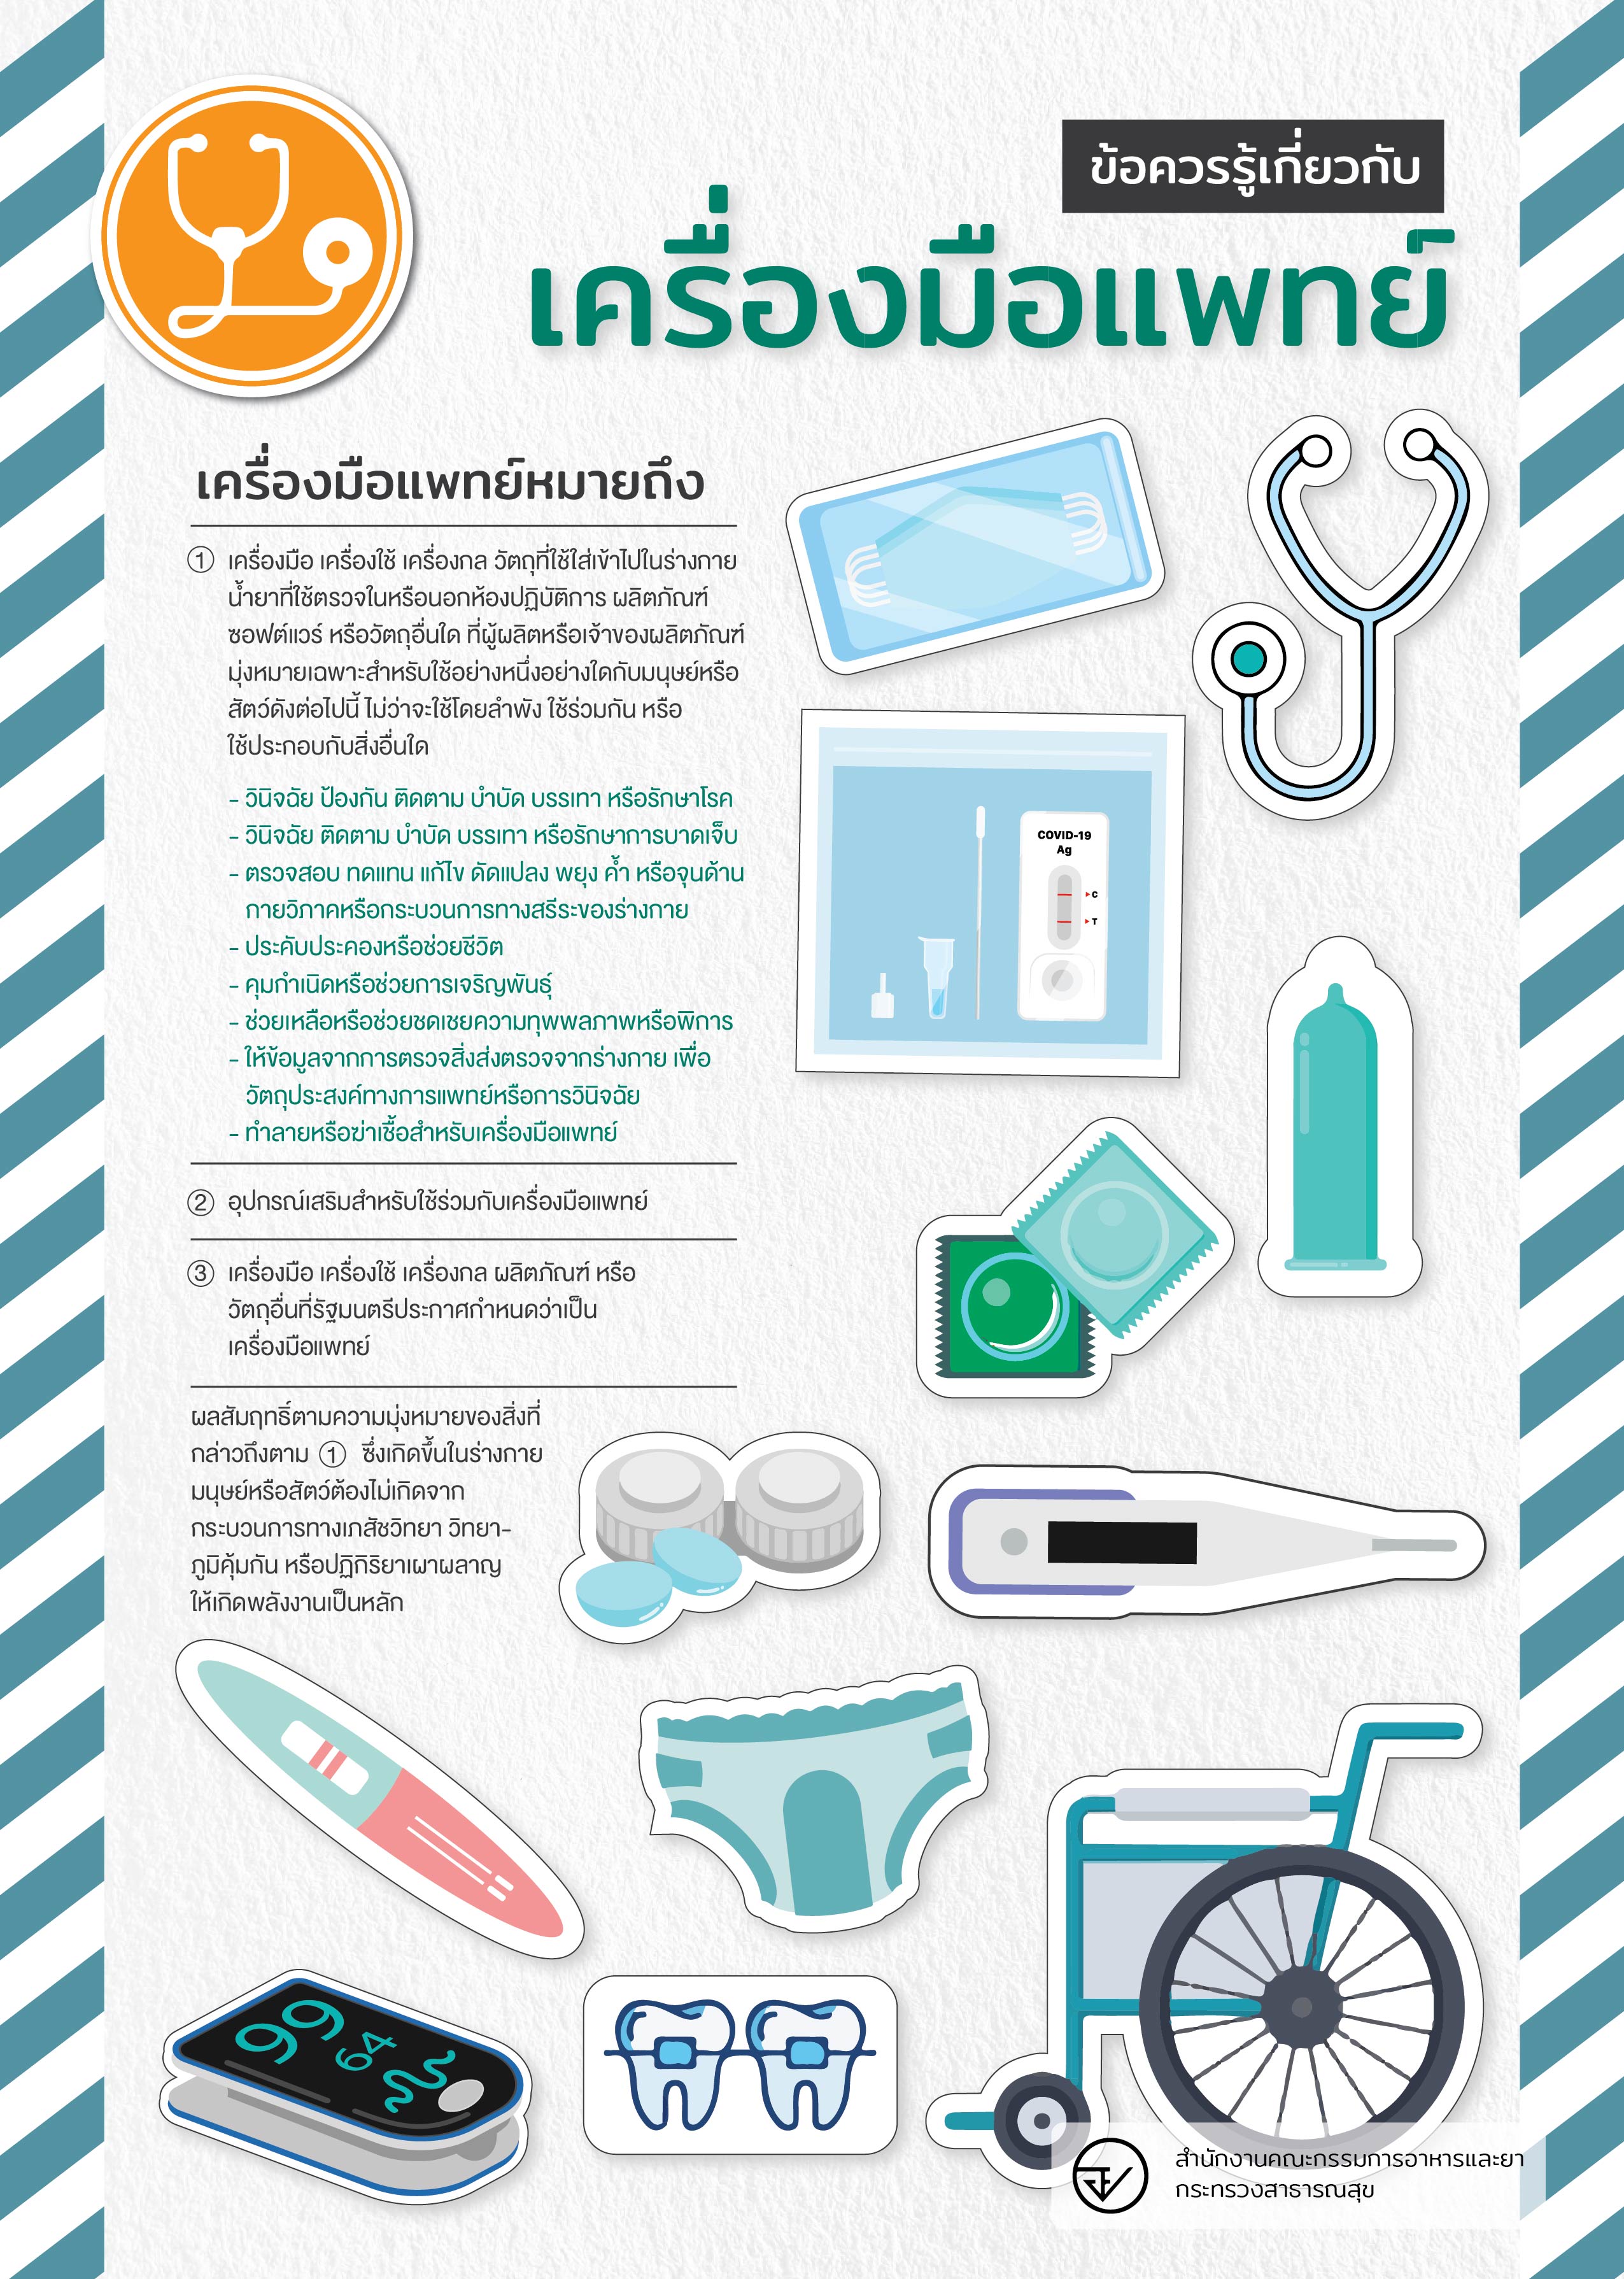 ข้อควรรู้เกี่ยวกับ
เครื่องมือแพทย์
เครื่องมือแพทย์หมายถึง
① เครื่องมือ เครื่องใช้ เครื่องกล วัตถุที่ใช้ใส่เข้าไปในร่างกาย
น้ำยาที่ใช้ตรวจในหรือนอกห้องปฏิบัติการ ผลิตภัณฑ์
ซอฟต์แวร์ หรือวัตถุอื่นใด ที่ผู้ผลิตหรือเจ้าของผลิตภัณฑ์
มุ่งหมายเฉพาะสำหรับใช้อย่างหนึ่งอย่างใดกับมนุษย์หรือ
สัตว์ดังต่อไปนี้ ไม่ว่าจะใช้โดยลำพัง ใช้ร่วมกัน หรือ
ใช้ประกอบกับสิ่งอื่นใด
- วินิจฉัย ป้องกัน ติดตาม บำบัด บรรเทา หรือรักษาโรค
- วินิจฉัย ติดตาม บำบัด บรรเทา หรือรักษาการบาดเจ็บ
- ตรวจสอบ ทดแทน แก้ไข ดัดแปลง พยุง ค้ำ หรือจุนด้าน
กายวิภาคหรือกระบวนการทางสรีระของร่างกาย
- ประคับประคองหรือช่วยชีวิต
- คุมกำเนิดหรือช่วยการเจริญพันธุ์
- ช่วยเหลือหรือช่วยชดเชยความทุพพลภาพหรือพิการ
- ให้ข้อมูลจากการตรวจสิ่งส่งตรวจจากร่างกาย เพื่อ
วัตถุประสงค์ทางการแพทย์หรือการวินิจฉัย
- ทำลายหรือฆ่าเชื้อสำหรับเครื่องมือแพทย์
② อุปกรณ์เสริมสำหรับใช้ร่วมกับเครื่องมือแพทย์
③ เครื่องมือ เครื่องใช้ เครื่องกล ผลิตภัณฑ์ หรือ
วัตถุอื่นที่รัฐมนตรีประกาศกำหนดว่าเป็น
เครื่องมือแพทย์
ผลสัมฤทธิ์ตามความมุ่งหมายของสิ่งที่
กล่าวถึงตาม ① ซึ่งเกิดขึ้นในร่างกาย
มนุษย์หรือสัตว์ต้องไม่เกิดจาก
กระบวนการทางเภสัชวิทยา วิทยา-
ภูมิคุ้มกัน หรือปฏิกิริยาเผาผลาญ
ให้เกิดพลังงานเป็นหลัก
COVID-19
Ag
C
T
99
64
สำนักงานคณะกรรมการอาหารและยา
กระทรวงสาธารณสุข